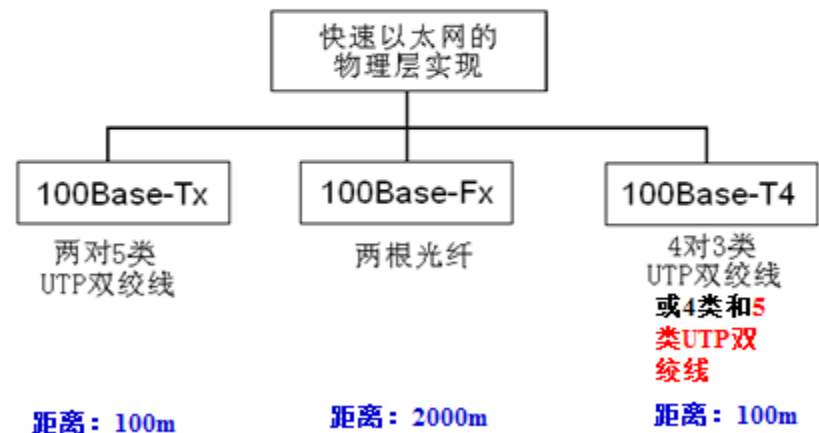 快速以太网的
物理层实现
100Base-Tx
100Base-Fx
100Base-T4
两对5类
UTP双绞线
两根光纤
4对3类
UTP双绞线
或4类和5
类UTP双
绞线
距离：100m
距离：2000m
距离：100m